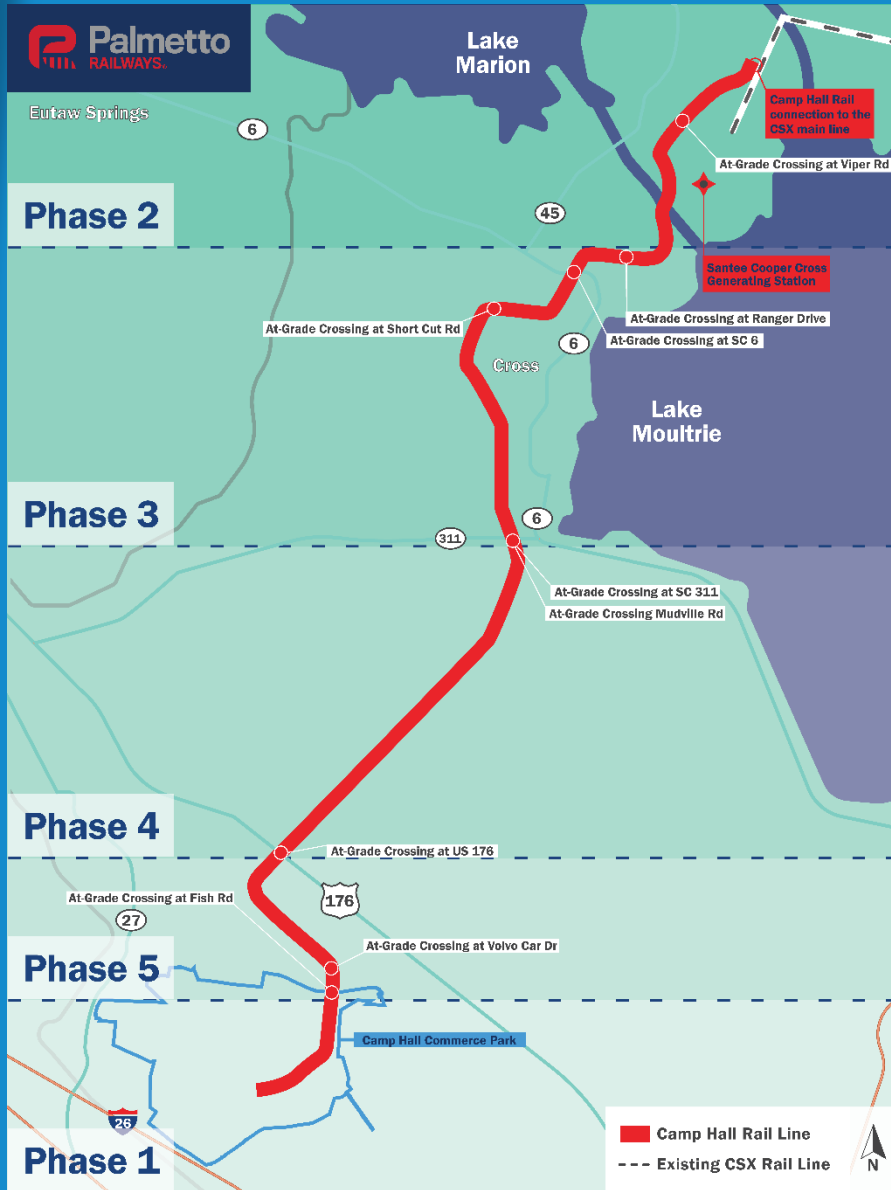 Palmetto
RAILWAYS.
Lake
Marion
Eutaw Springs
6
Camp Hall Rail
connection to the
CSX main line
At-Grade Crossing at Viper Rd
45
Phase 2
Santee Cooper Cross
Generating Station
At-Grade Crossing at Ranger Drive
At-Grade Crossing at Short Cut Rd
At-Grade Crossing at SC 6
6
Cross
Lake
Moultrie
Phase 3
6
311
At-Grade Crossing at SC 311
At-Grade Crossing Mudville Rd
Phase 4
At-Grade Crossing at US 176
At-Grade Crossing at Fish Rd
176
27
At-Grade Crossing at Volvo Car Dr
Phase 5
Camp Hall Commerce Park
26
Phase 1
Camp Hall Rail Line
Existing CSX Rail Line
N